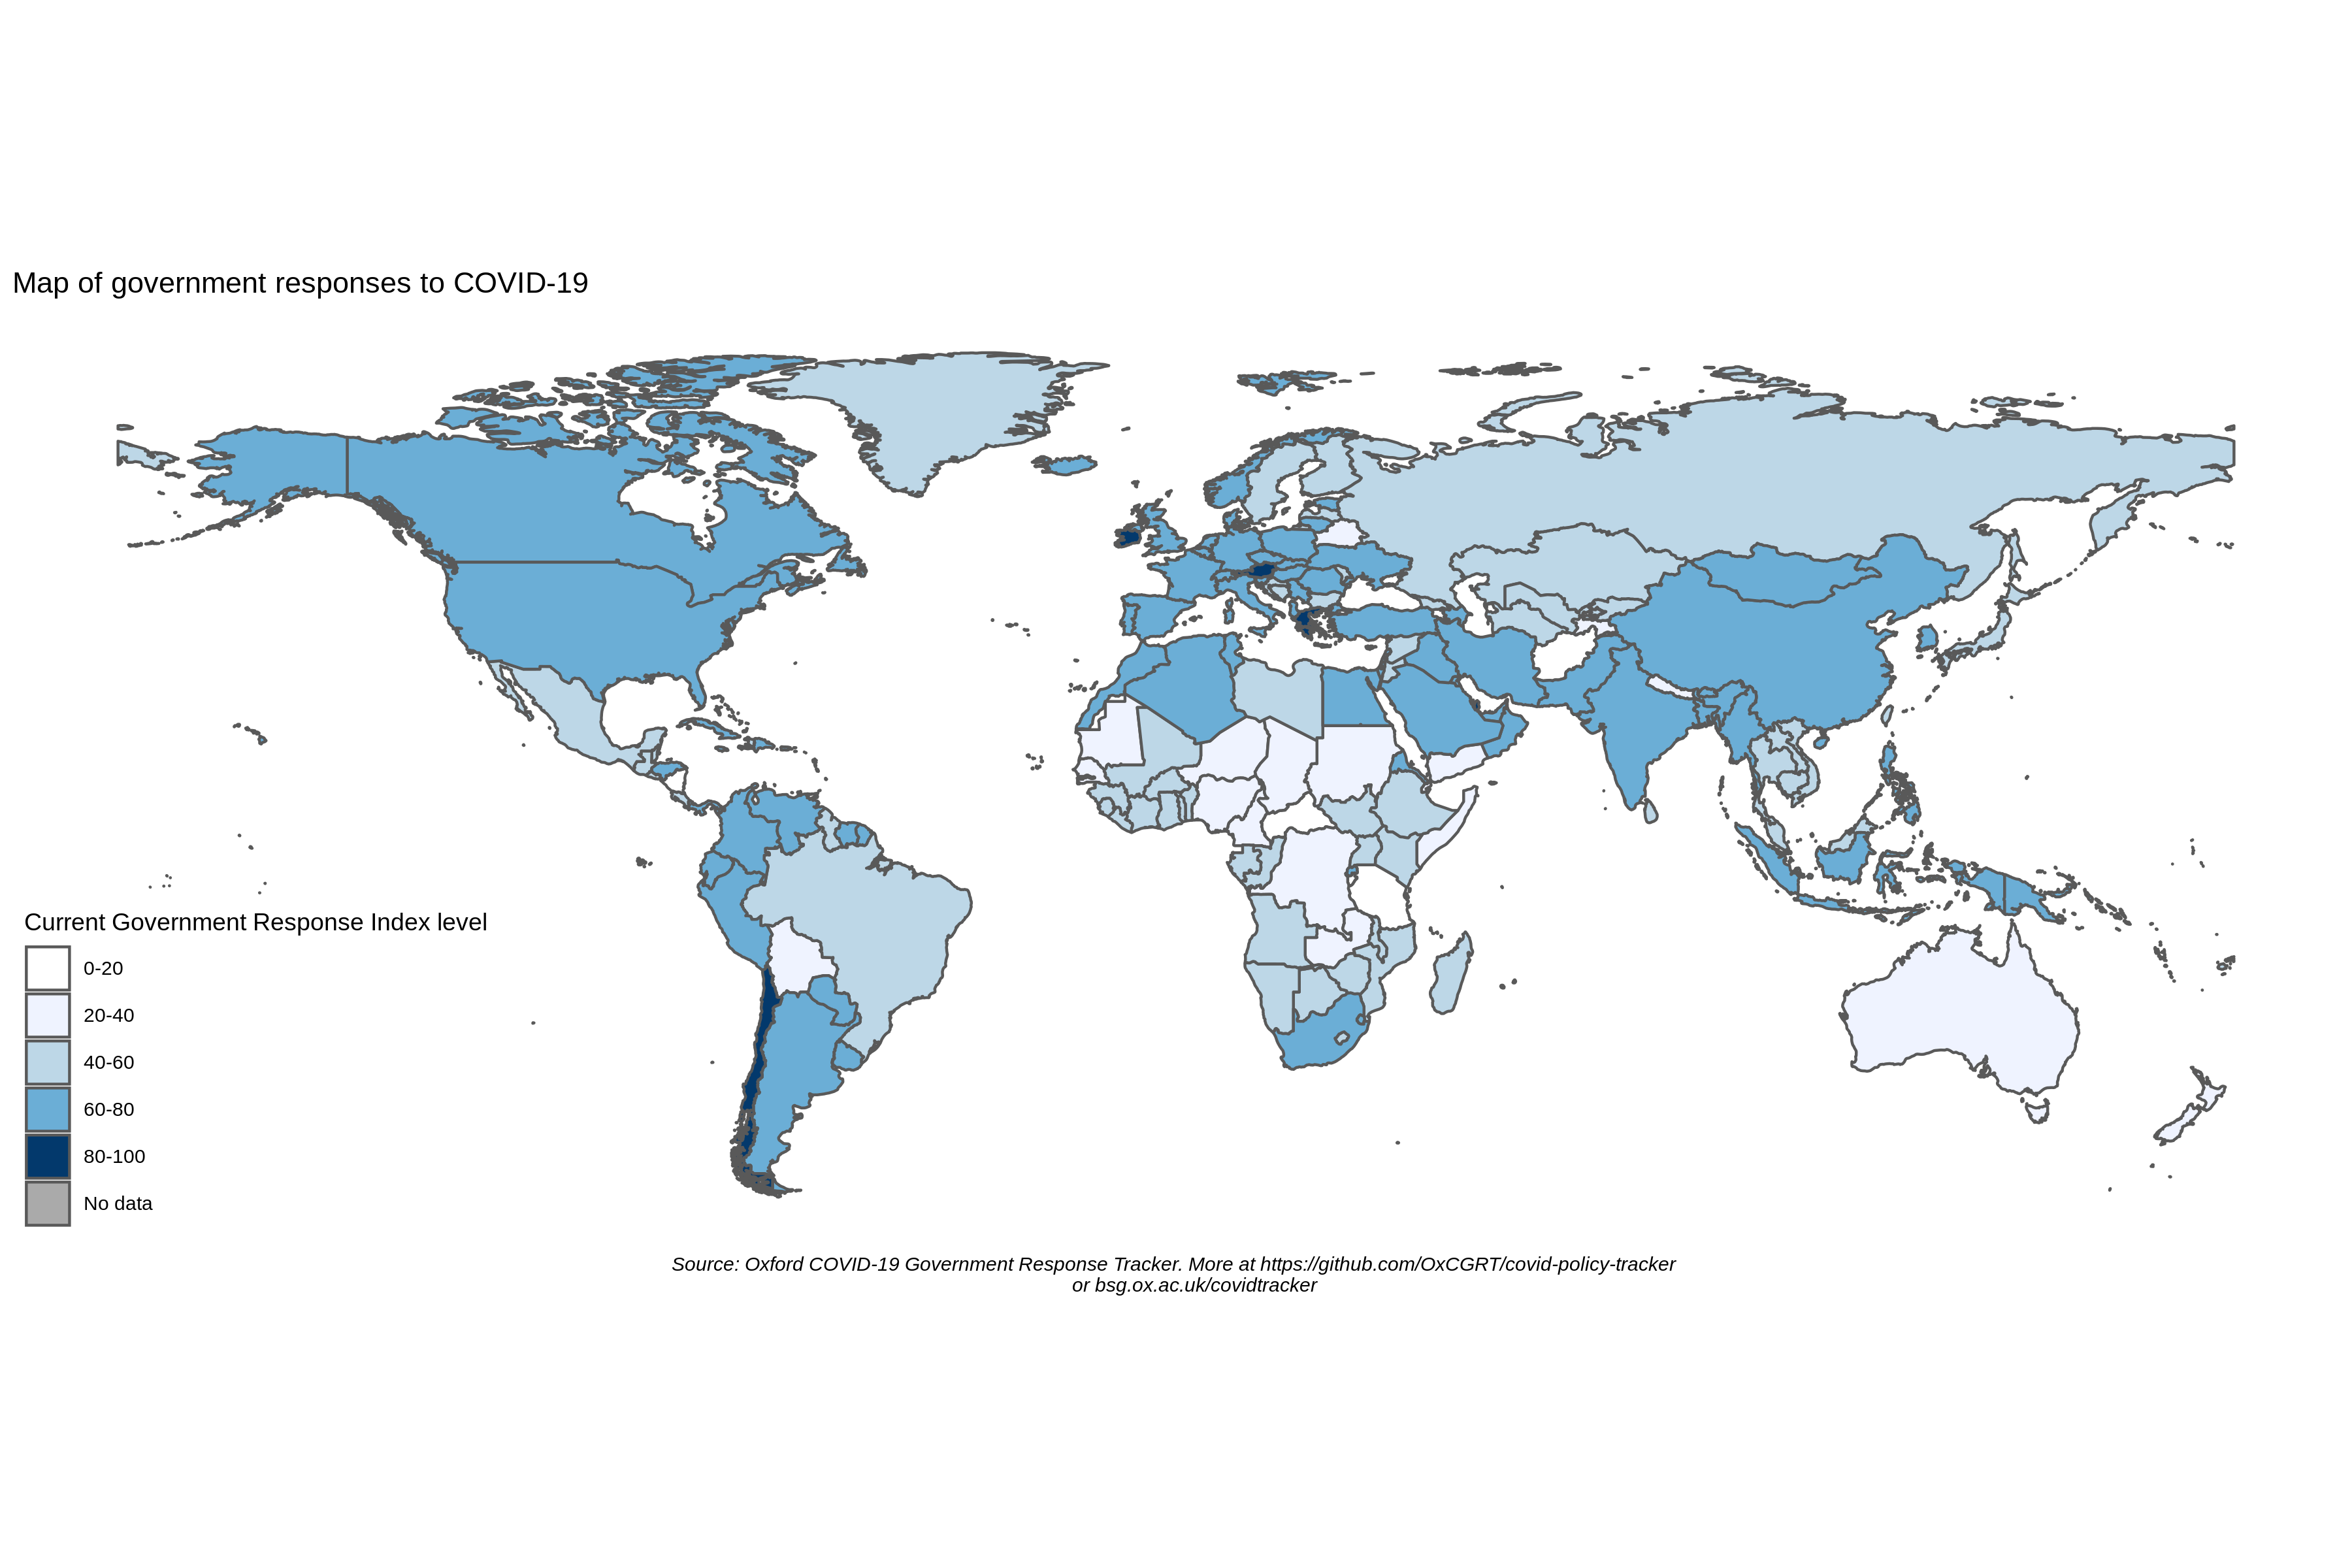 Map of government responses to COVID-19
Current Government Response Index level
0-20
20-40
40-60
60-80
80-100
No data
Source: Oxford COVID-19 Government Response Tracker. More at https://github.com/OxCGRT/covid-policy-tracker
or bsg.ox.ac.uk/covidtracker